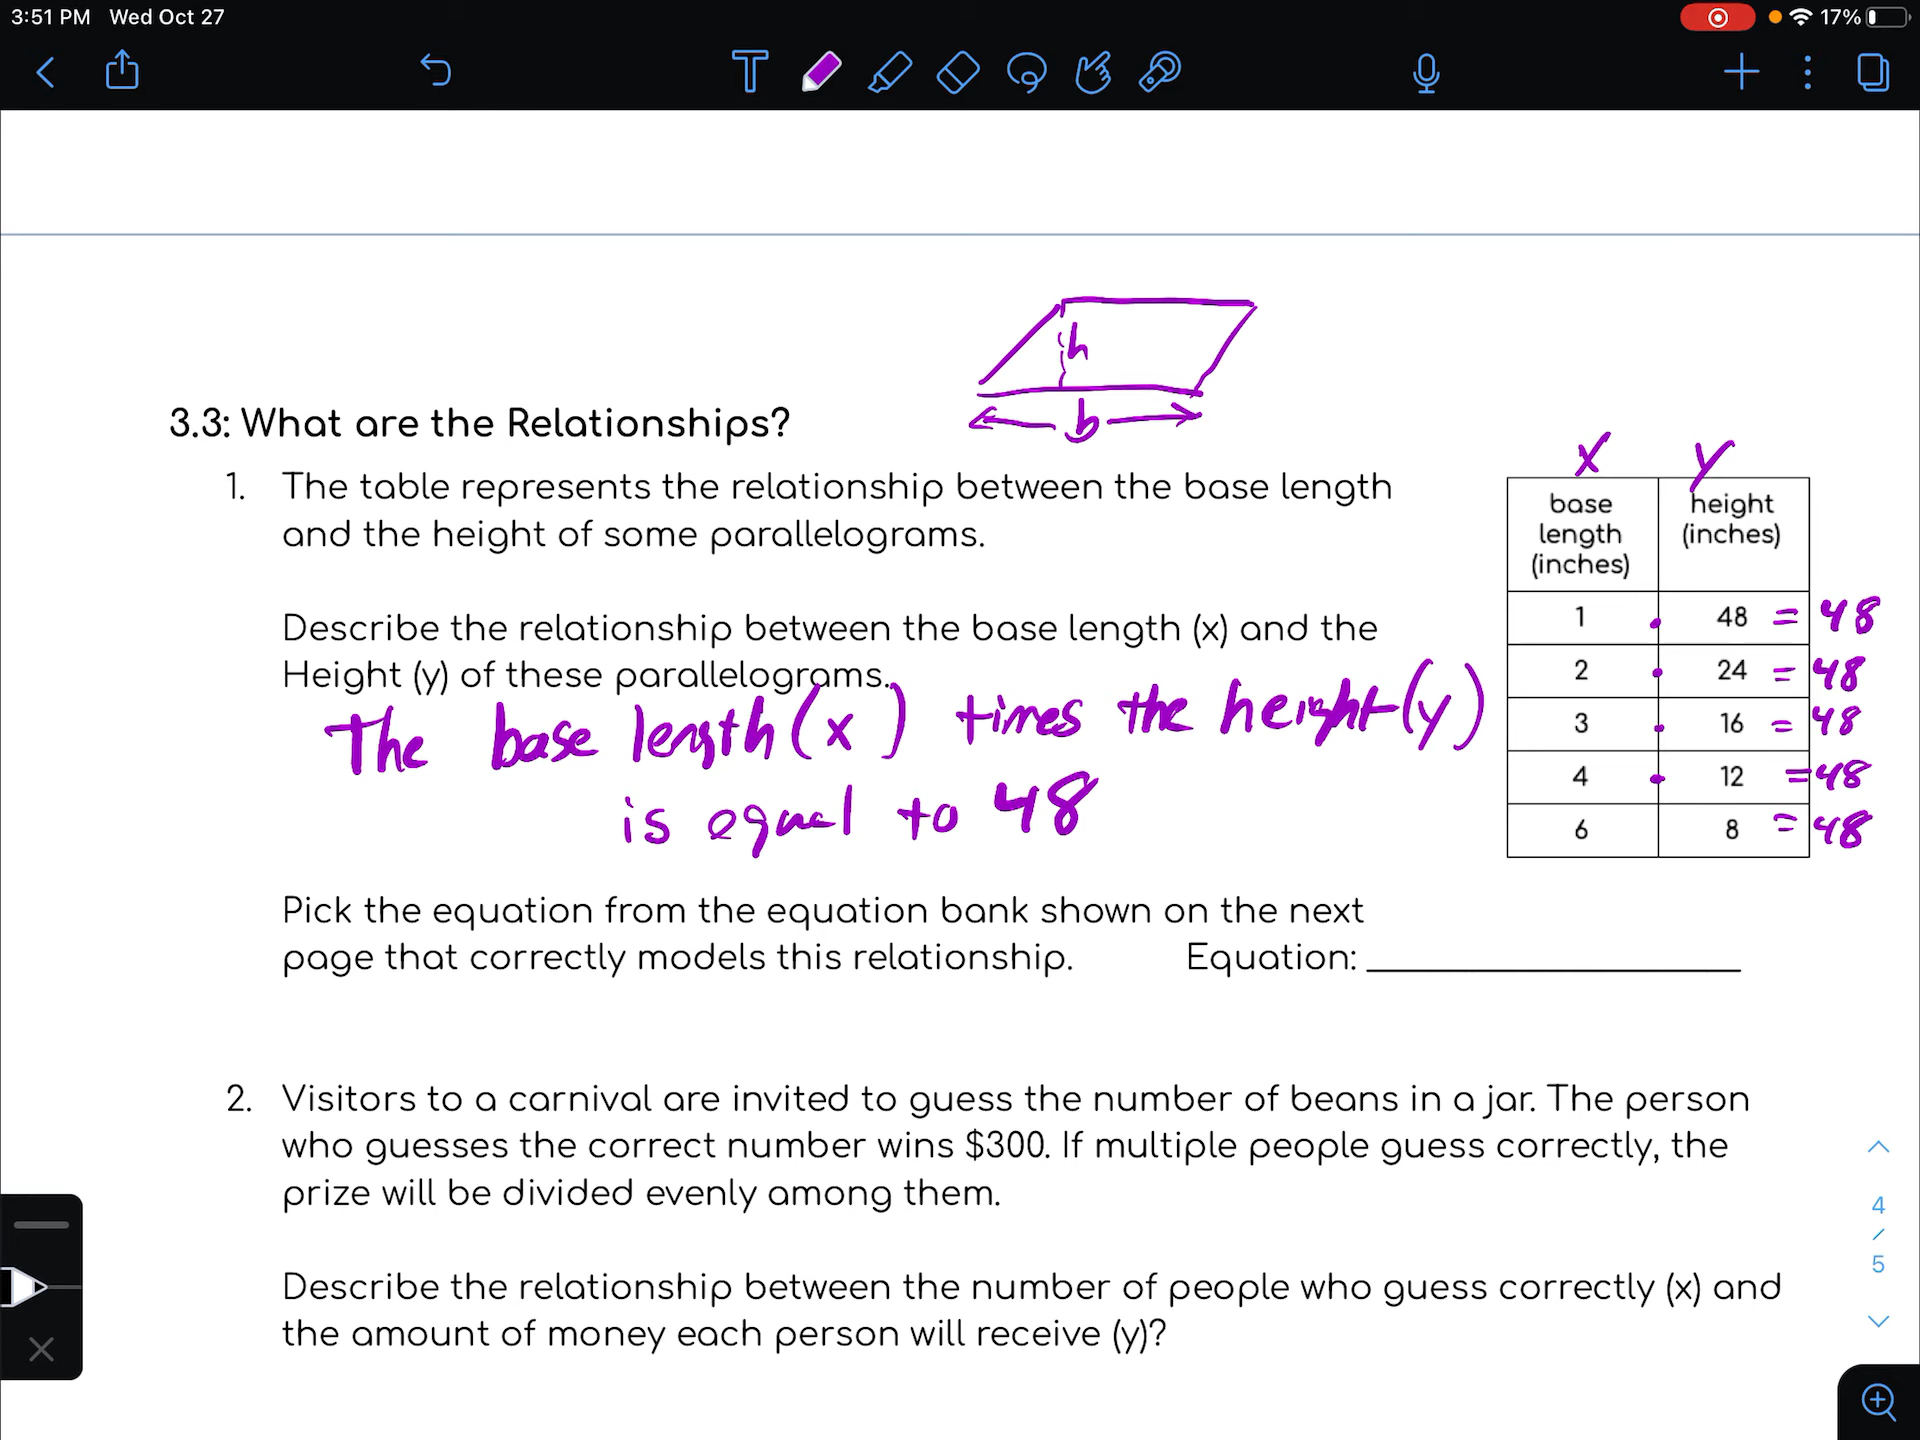 3:51 PM Wed Oct 27
17%
h
b
3.3: What are the Relationships?
1. The table represents the relationship between the base length
and the height of some parallelograms.
Describe the relationship between the base length (x) and the
Height (y) of these parallelograms.
The base length (x) times the height (y)
is equal to 48
x y
base length (inches) height (inches)
1 · 48 = 48
2 · 24 = 48
3 · 16 = 48
4 · 12 = 48
6 8 = 48
Pick the equation from the equation bank shown on the next
page that correctly models this relationship. Equation: ____________
2. Visitors to a carnival are invited to guess the number of beans in a jar. The person
who guesses the correct number wins $300. If multiple people guess correctly, the
prize will be divided evenly among them.
Describe the relationship between the number of people who guess correctly (x) and
the amount of money each person will receive (y)?
4
/
5